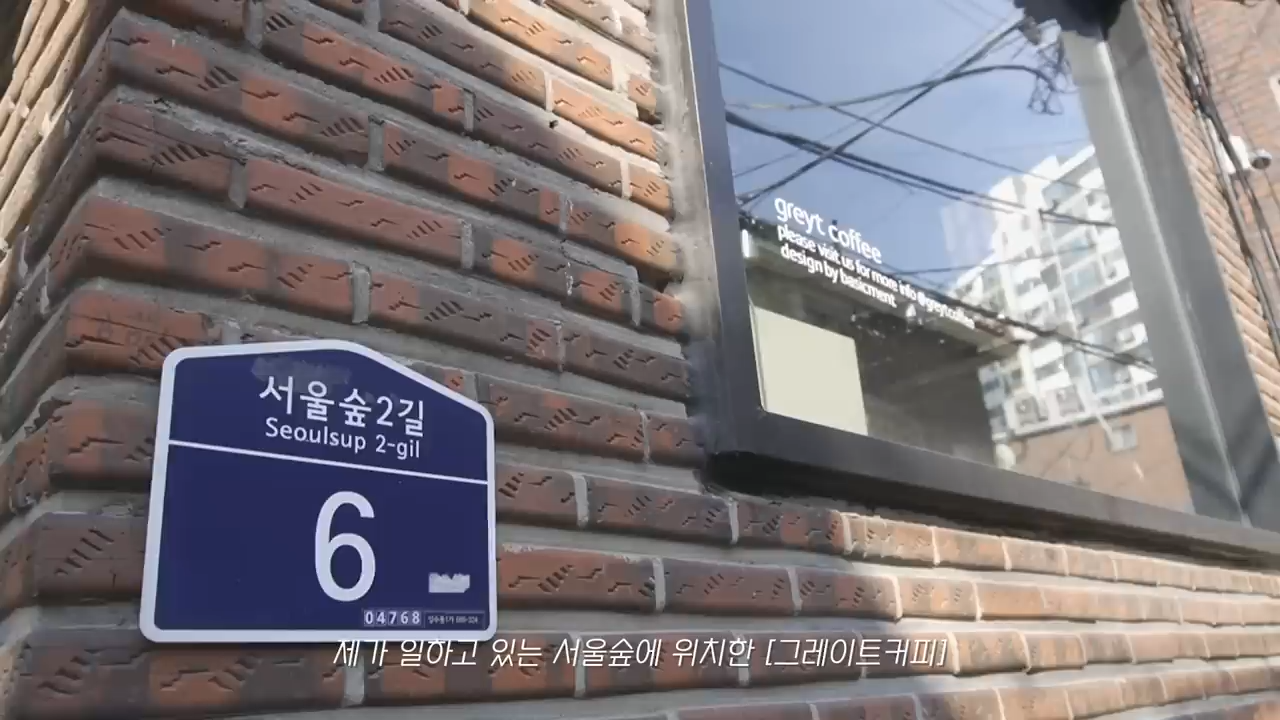 서울숲2길
Seoulsup 2-gil
6
04768
greyt coffee
please visit us for more info @greytcoffee
design by basicment
제가 일하고 있는 서울숲에 위치한 [그레이트커피]